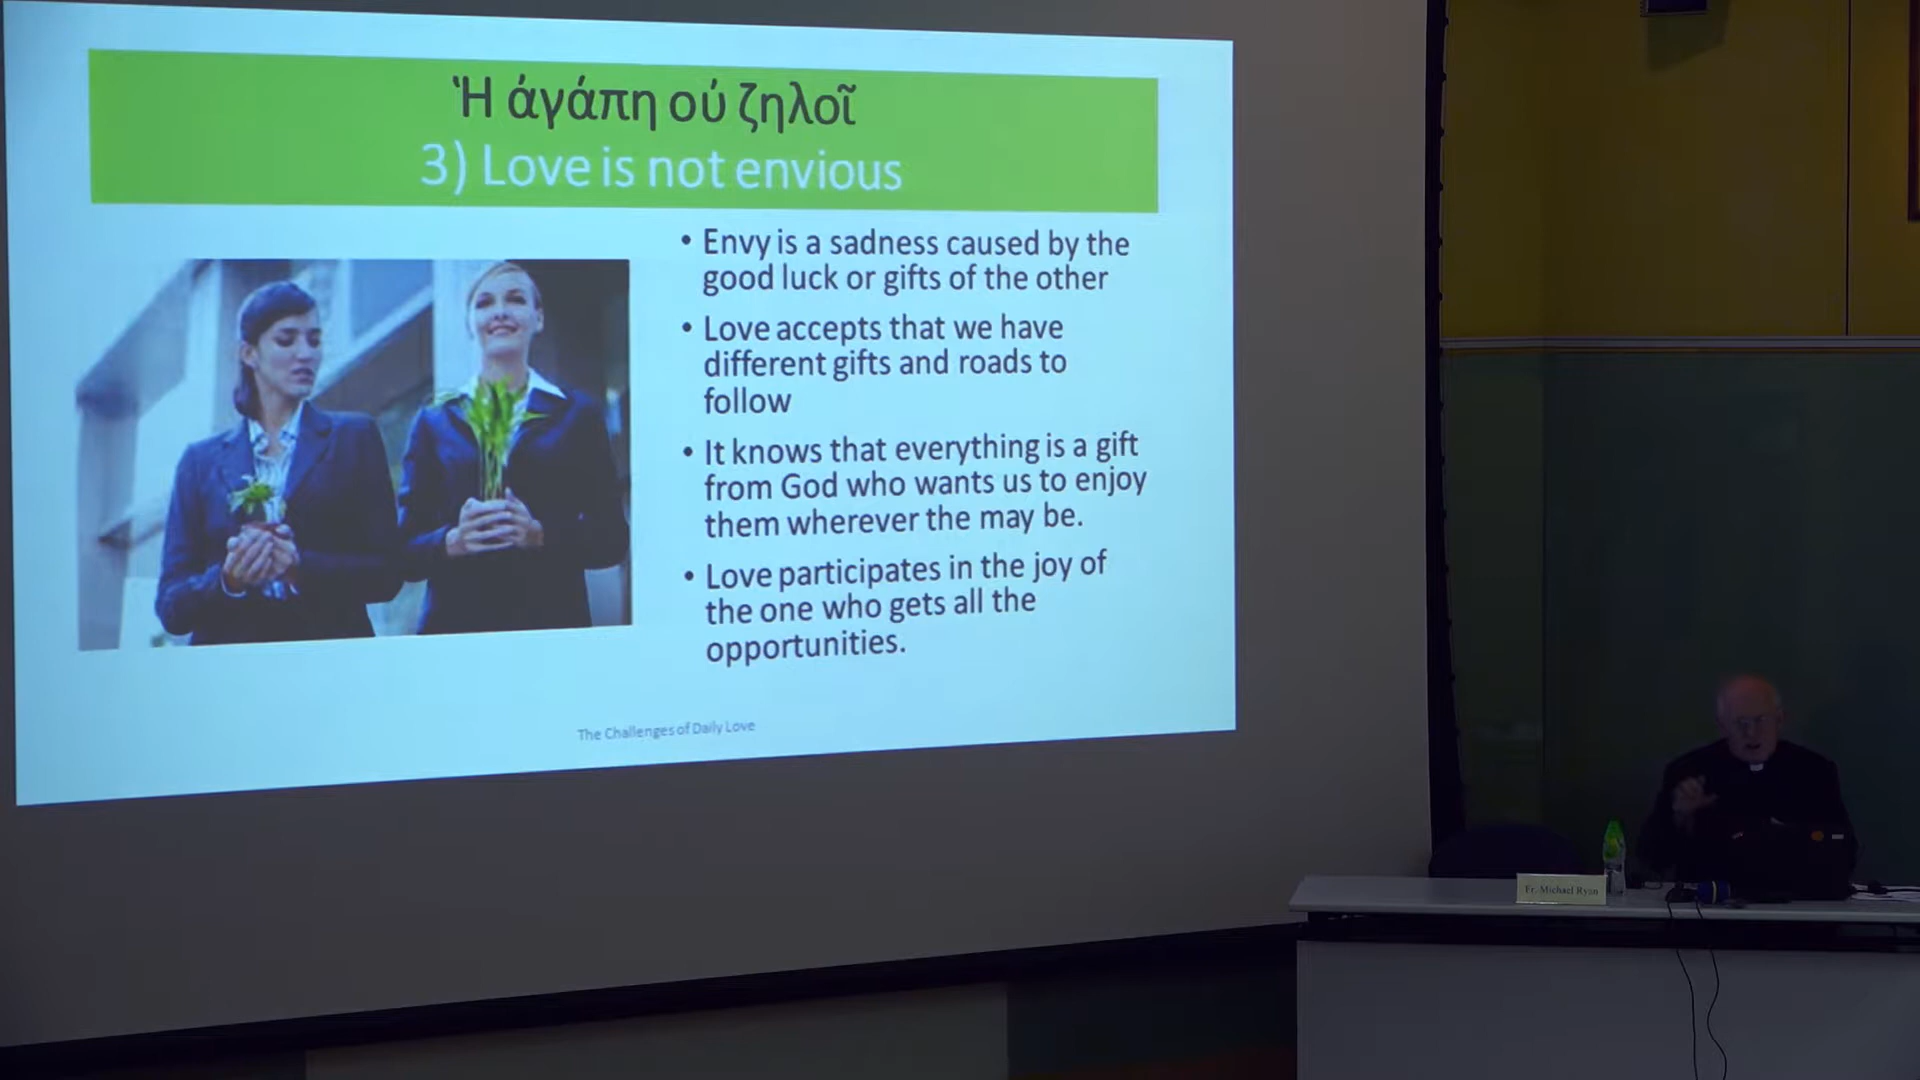 Ἡ ἀγάπη οὐ ζηλοῖ
3) Love is not envious
• Envy is a sadness caused by the
good luck or gifts of the other
• Love accepts that we have
different gifts and roads to
follow
• It knows that everything is a gift
from God who wants us to enjoy
them wherever the may be.
• Love participates in the joy of
the one who gets all the
opportunities.
The Challenges of Daily Love
Fr. Michael Ryan